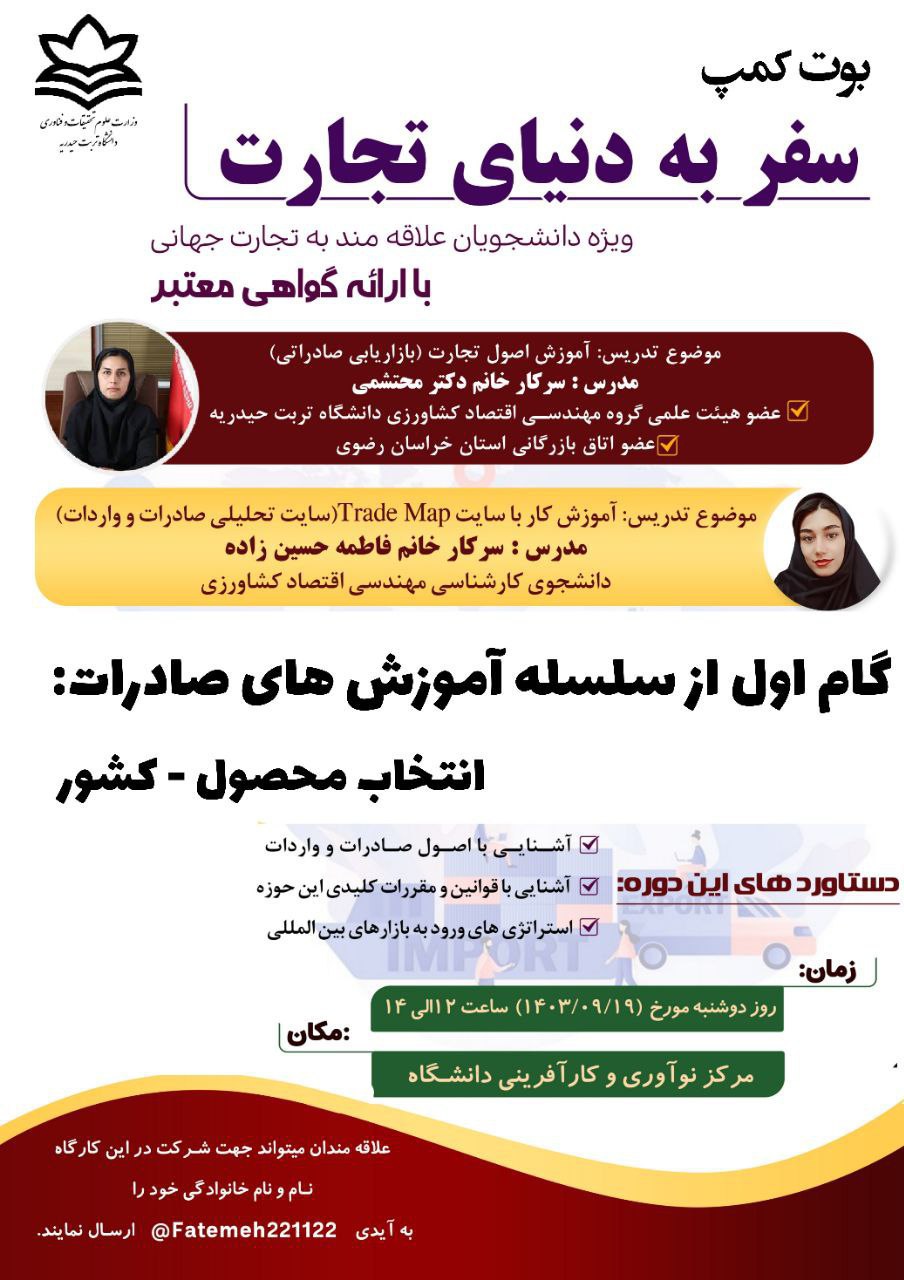 وزارت علوم تحقیقات و فناوری
دانشگاه تربت حیدریه
بوت کمپ
سفر به دنیای تجارت
ویژه دانشجویان علاقه مند به تجارت جهانی
با ارائه گواهی معتبر
موضوع تدریس: آموزش اصول تجارت (بازاریابی صادراتی)
مدرس : سرکار خانم دکتر محتشمی
عضو هیئت علمی گروه مهندسی اقتصاد کشاورزی دانشگاه تربت حیدریه
عضو اتاق بازرگانی استان خراسان رضوی
موضوع تدریس: آموزش کار با سایت Trade Map(سایت تحلیلی صادرات و واردات)
مدرس : سرکار خانم فاطمه حسین زاده
دانشجوی کارشناسی مهندسی اقتصاد کشاورزی
گام اول از سلسله آموزش های صادرات:
انتخاب محصول - کشور
دستاورد های این دوره:
آشنایی با اصول صادرات و واردات
آشنایی با قوانین و مقررات کلیدی این حوزه
استراتژی های ورود به بازارهای بین المللی
EXPORT
IMPORT
زمان:
روز دوشنبه مورخ (۱۴۰۳/۰۹/۱۹) ساعت ۱۲الی ۱۴
مکان:
مرکز نوآوری و کارآفرینی دانشگاه
علاقه مندان میتواند جهت شرکت در این کارگاه
نام و نام خانوادگی خود را
به آیدی @Fatemeh221122 ارسال نمایند.